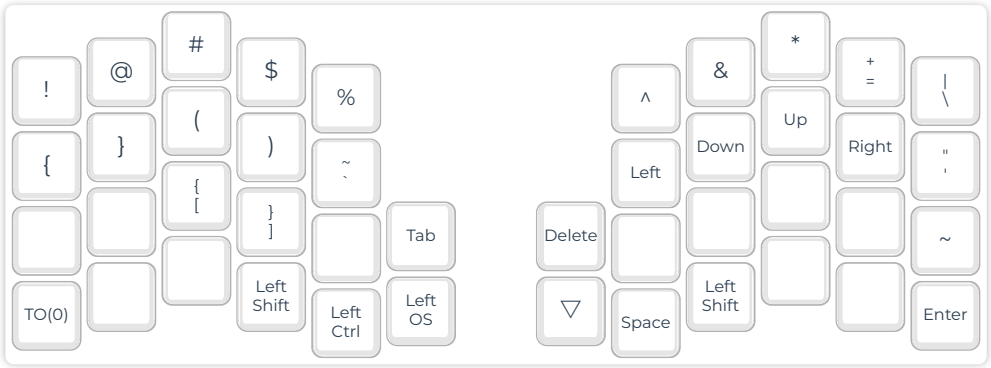 ! @ # $ % ^ & * + | 
= \
{ } ( ) ~ Left Down Up Right "
` '
{ } Tab Delete ~
[ ]
TO(0) Left Left Left ▽ Space Left Enter
Shift Ctrl OS Shift